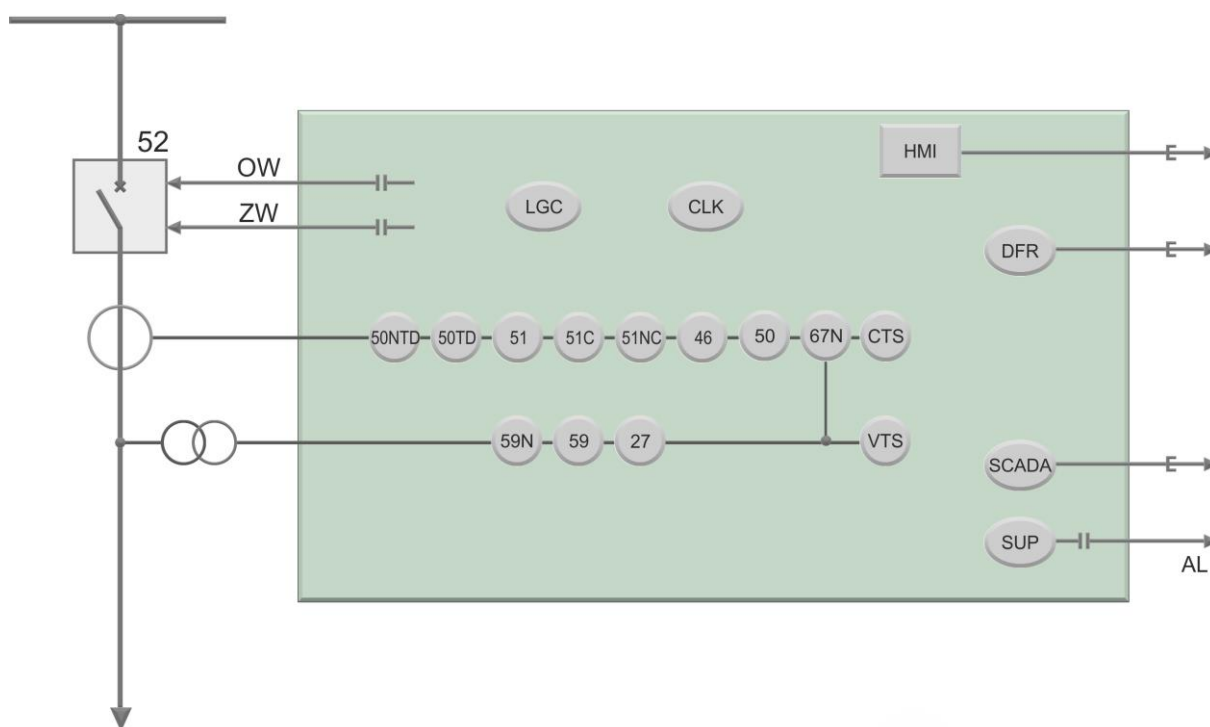 52
HMI
OW
LGC
CLK
ZW
DFR
50NTD
50TD
51
51C
51NC
46
50
67N
CTS
59N
59
27
VTS
SCADA
SUP
AL